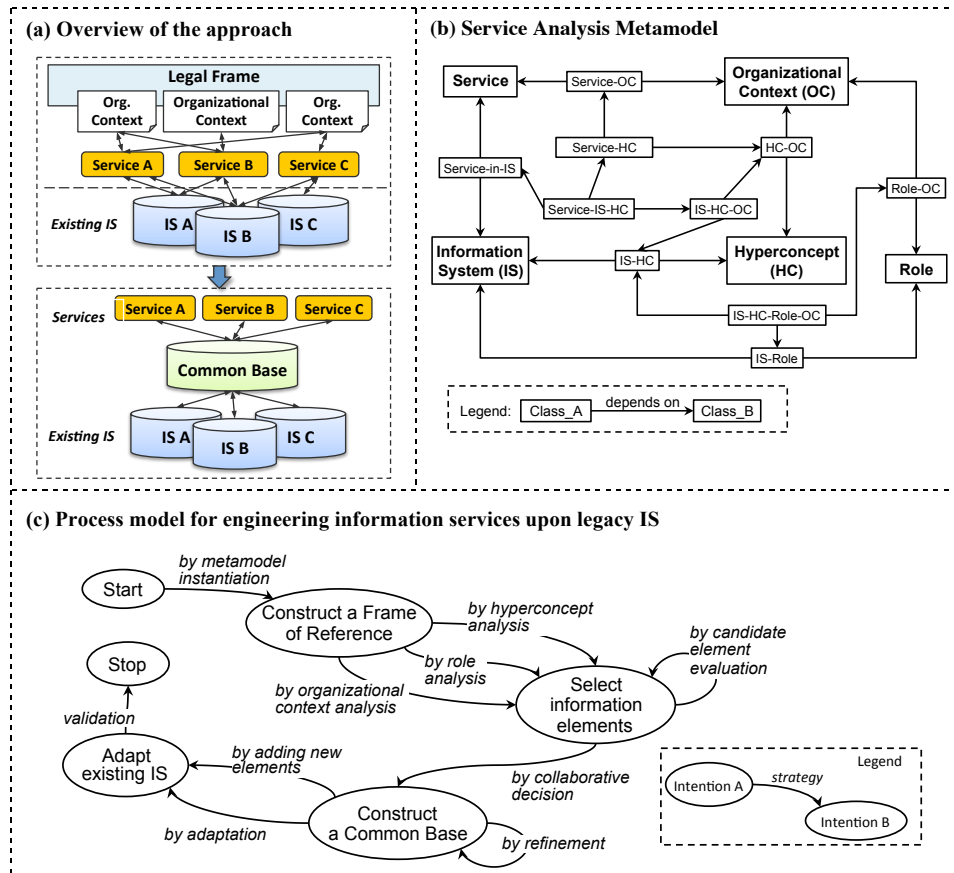 (a) Overview of the approach
Legal Frame
Org.
Context
Organizational
Context
Org.
Context
Service A
Service B
Service C
Existing IS
IS A
IS B
IS C
Services
Service A
Service B
Service C
Common Base
Existing IS
IS A
IS B
IS C
(b) Service Analysis Metamodel
Service
Service-OC
Organizational
Context (OC)
Service-HC
HC-OC
Service-in-IS
Role-OC
Service-IS-HC
IS-HC-OC
Information
System (IS)
IS-HC
Hyperconcept
(HC)
Role
IS-HC-Role-OC
IS-Role
Legend:
Class_A
depends on
Class_B
(c) Process model for engineering information services upon legacy IS
Start
by metamodel
instantiation
Construct a Frame
of Reference
by hyperconcept
analysis
by role
analysis
by organizational
context analysis
by candidate
element
evaluation
Select
information
elements
Stop
validation
Adapt
existing IS
by adding new
elements
by collaborative
decision
by adaptation
Construct
a Common Base
by refinement
Legend
Intention A
strategy
Intention B